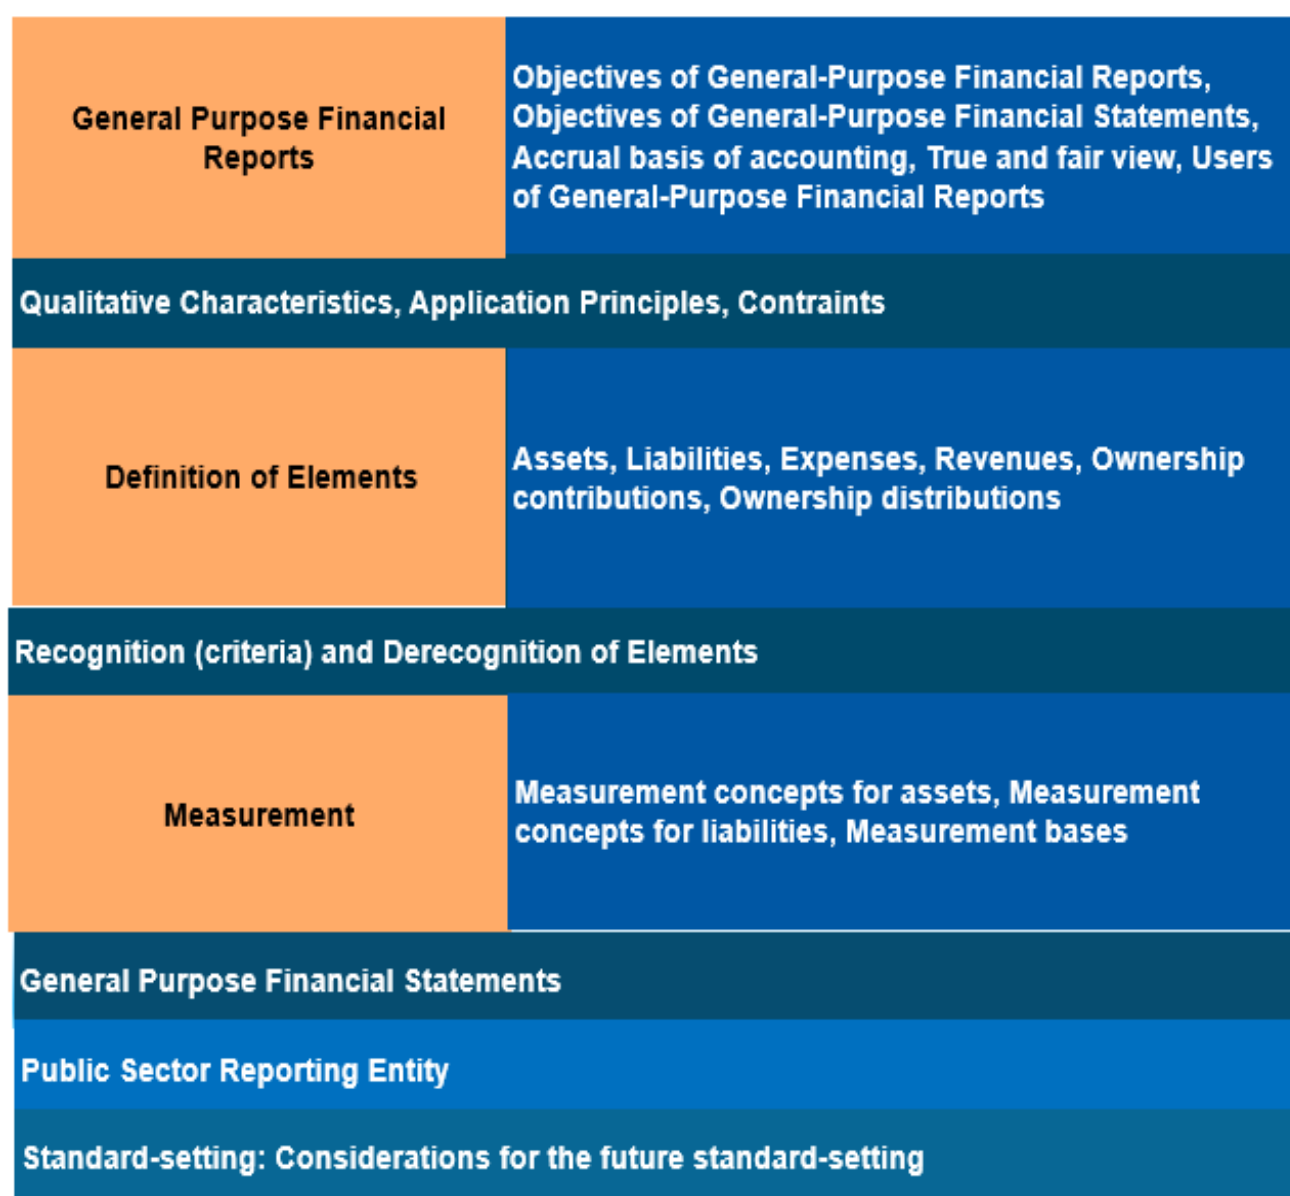 General Purpose Financial
Reports
Objectives of General-Purpose Financial Reports,
Objectives of General-Purpose Financial Statements,
Accrual basis of accounting, True and fair view, Users
of General-Purpose Financial Reports
Qualitative Characteristics, Application Principles, Contraints
Definition of Elements
Assets, Liabilities, Expenses, Revenues, Ownership
contributions, Ownership distributions
Recognition (criteria) and Derecognition of Elements
Measurement
Measurement concepts for assets, Measurement
concepts for liabilities, Measurement bases
General Purpose Financial Statements
Public Sector Reporting Entity
Standard-setting: Considerations for the future standard-setting